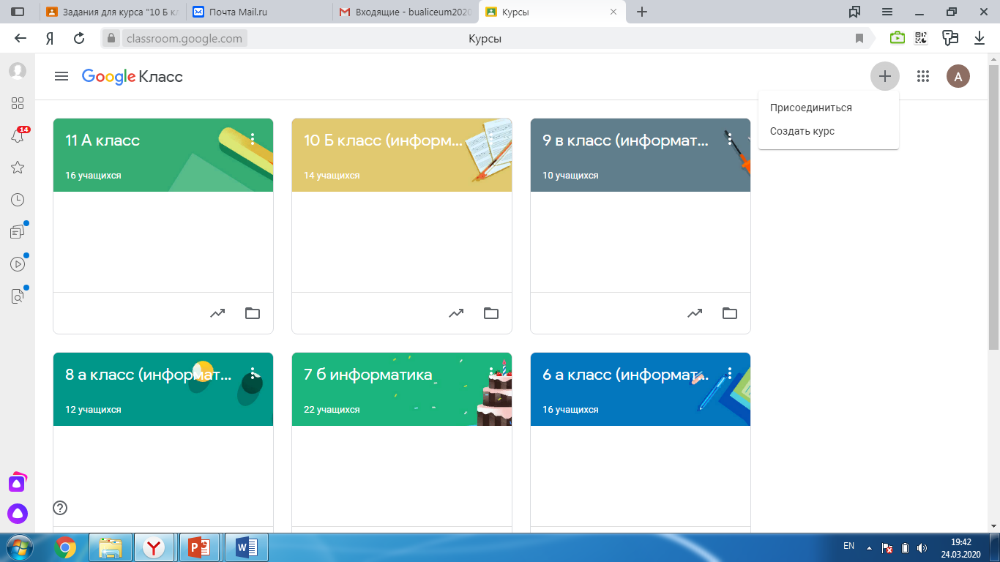 Задания для курса "10 Б кл
Почта Mail.ru
Входящие - bualiceum2020
Курсы
Я
classroom.google.com
Курсы
Google Класс
A
Присоединиться
Создать курс
14
11 А класс
16 учащихся
10 Б класс (информ...
14 учащихся
9 в класс (информат...
10 учащихся
8 а класс (информат...
12 учащихся
7 б информатика
22 учащихся
6 а класс (информат...
16 учащихся
EN
19:42
24.03.2020